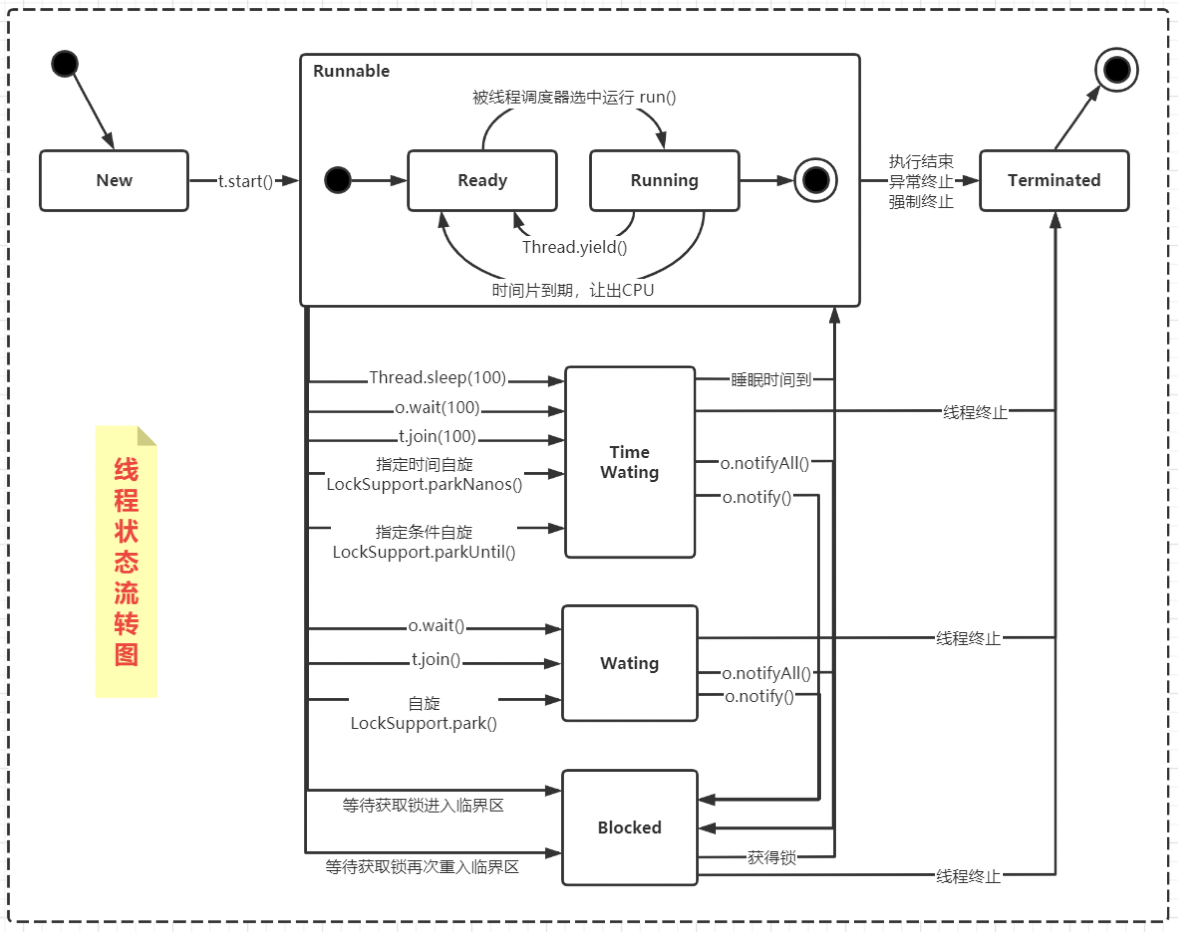 Runnable
被线程调度器选中运行 run()
New
t.start()
Ready
Running
执行结束
异常终止
强制终止
Terminated
Thread.yield()
时间片到期，让出CPU
Thread.sleep(100)
o.wait(100)
t.join(100)
指定时间自旋
LockSupport.parkNanos()
指定条件自旋
LockSupport.parkUntil()
Time
Wating
睡眠时间到
线程终止
o.notifyAll()
o.notify()
线
程
状
态
流
转
图
o.wait()
t.join()
自旋
LockSupport.park()
Wating
线程终止
o.notifyAll()
o.notify()
等待获取锁进入临界区
等待获取锁再次重入临界区
Blocked
获得锁
线程终止